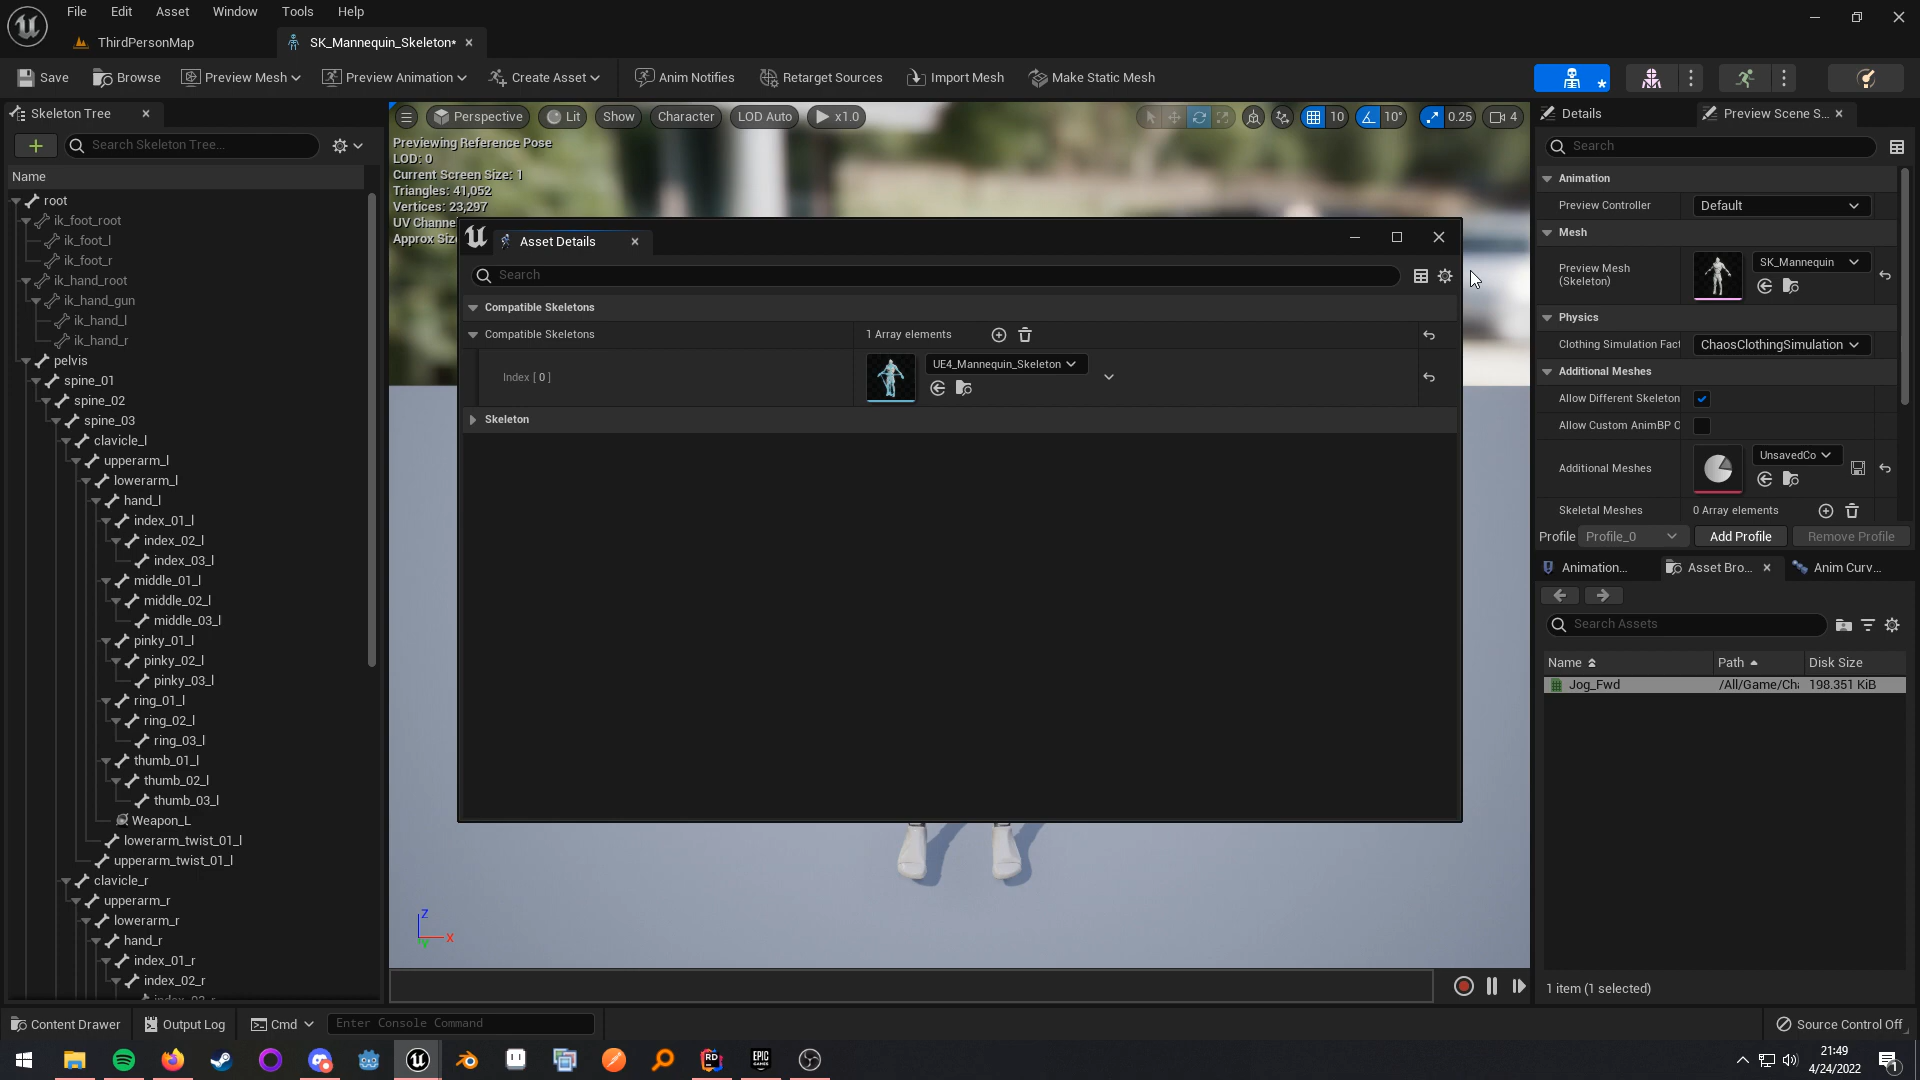 File Edit Asset Window Tools Help
ThirdPersonMap SK_Mannequin_Skeleton*
Save Browse Preview Mesh Preview Animation Create Asset Anim Notifies Retarget Sources Import Mesh Make Static Mesh
Skeleton Tree
Search Skeleton Tree...
Name
root
ik_foot_root
ik_foot_l
ik_foot_r
ik_hand_root
ik_hand_gun
ik_hand_l
ik_hand_r
pelvis
spine_01
spine_02
spine_03
clavicle_l
upperarm_l
lowerarm_l
hand_l
index_01_l
index_02_l
index_03_l
middle_01_l
middle_02_l
middle_03_l
pinky_01_l
pinky_02_l
pinky_03_l
ring_01_l
ring_02_l
ring_03_l
thumb_01_l
thumb_02_l
thumb_03_l
Weapon_L
lowerarm_twist_01_l
upperarm_twist_01_l
clavicle_r
upperarm_r
lowerarm_r
hand_r
index_01_r
index_02_r
Perspective Lit Show Character LOD Auto x1.0 10 10° 0.25 4
Previewing Reference Pose
LOD: 0
Current Screen Size: 1
Triangles: 41,052
Vertices: 23,297
UV Channe
Approx Size
Asset Details
Search
Compatible Skeletons
Compatible Skeletons 1 Array elements
Index [ 0 ] UE4_Mannequin_Skeleton
Skeleton
Z
X
Y
Details Preview Scene S...
Search
Animation
Preview Controller Default
Mesh
Preview Mesh
(Skeleton) SK_Mannequin
Physics
Clothing Simulation Fact ChaosClothingSimulation
Additional Meshes
Allow Different Skeleton
Allow Custom AnimBP O
Additional Meshes UnsavedCo
Skeletal Meshes 0 Array elements
Profile Profile_0 Add Profile Remove Profile
Animation... Asset Bro... Anim Curv...
Search Assets
Name Path Disk Size
Jog_Fwd /All/Game/Cha 198.351 KiB
1 item (1 selected)
Content Drawer Output Log Cmd Enter Console Command Source Control Off
RD
EPIC
GAMES
21:49
4/24/2022
1